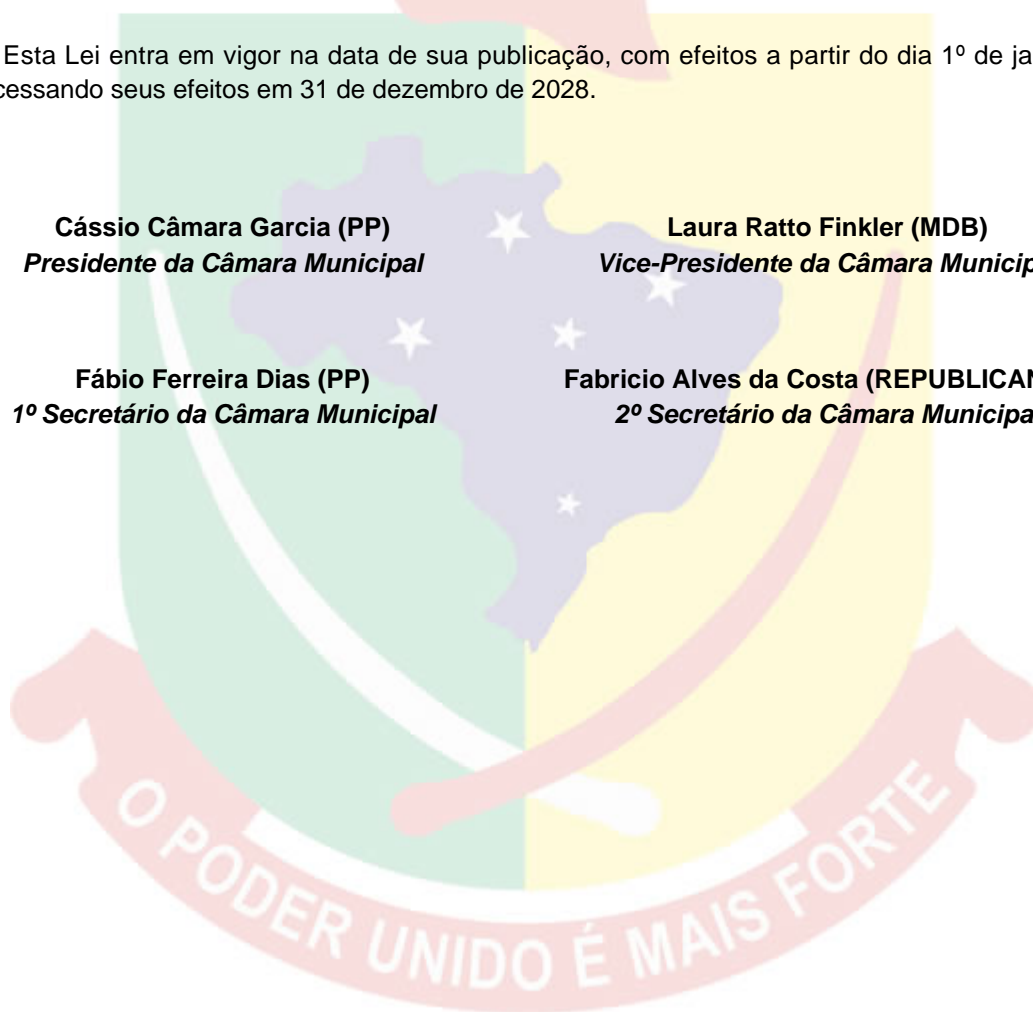 Esta Lei entra em vigor na data de sua publicação, com efeitos a partir do dia 1º de ja
cessando seus efeitos em 31 de dezembro de 2028.
Cássio Câmara Garcia (PP)
Presidente da Câmara Municipal
Laura Ratto Finkler (MDB)
Vice-Presidente da Câmara Municip
Fábio Ferreira Dias (PP)
1º Secretário da Câmara Municipal
Fabricio Alves da Costa (REPUBLICAN
2º Secretário da Câmara Municipa
O PODER UNIDO É MAIS FORTE